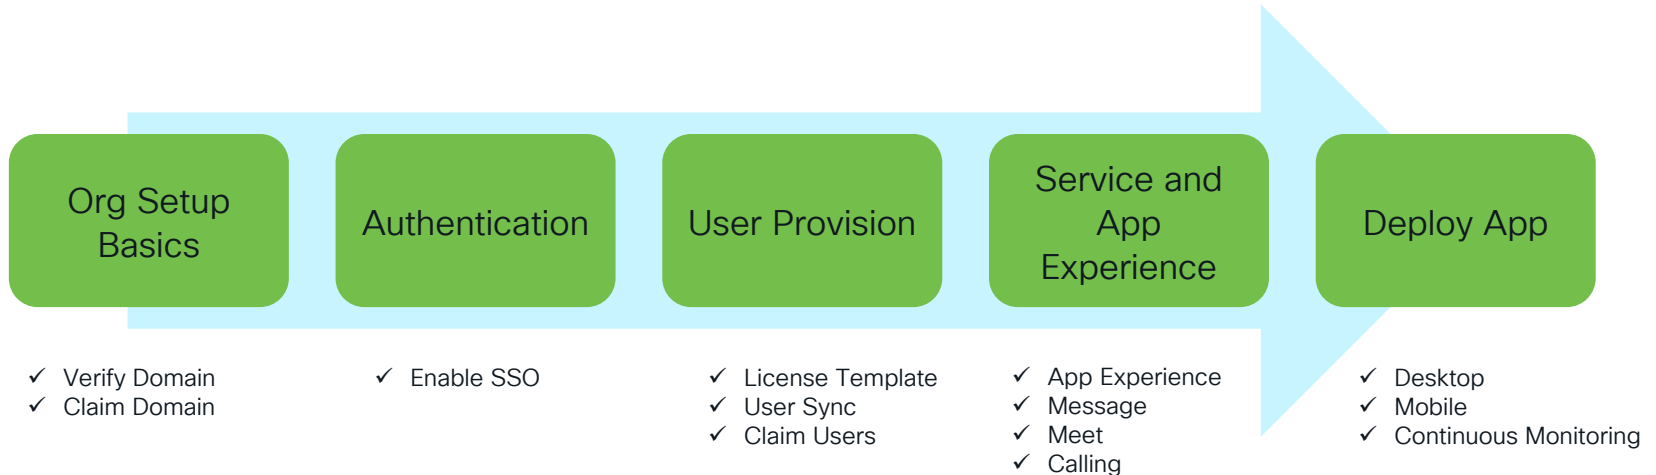 Org Setup
Basics
Authentication
User Provision
Service and
App
Experience
Deploy App
✓ Verify Domain
✓ Claim Domain
✓ Enable SSO
✓ License Template
✓ User Sync
✓ Claim Users
✓ App Experience
✓ Message
✓ Meet
✓ Calling
✓ Desktop
✓ Mobile
✓ Continuous Monitoring